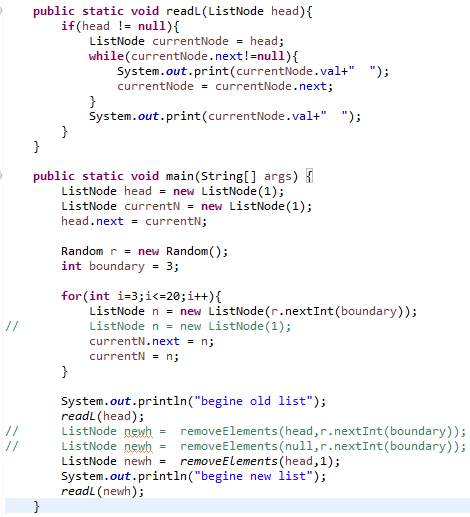 public static void readL(ListNode head){
if(head != null){
ListNode currentNode = head;
while(currentNode.next!=null){
System.out.print(currentNode.val+"  ");
currentNode = currentNode.next;
}
System.out.print(currentNode.val+"  ");
}
}
public static void main(String[] args) {
ListNode head = new ListNode(1);
ListNode currentN = new ListNode(1);
head.next = currentN;
Random r = new Random();
int boundary = 3;
for(int i=3;i<=20;i++){
ListNode n = new ListNode(r.nextInt(boundary));
// ListNode n = new ListNode(1);
currentN.next = n;
currentN = n;
}
System.out.println("begine old list");
readL(head);
// ListNode newh =  removeElements(head,r.nextInt(boundary));
// ListNode newh =  removeElements(null,r.nextInt(boundary));
ListNode newh =  removeElements(head,1);
System.out.println("begine new list");
readL(newh);
}